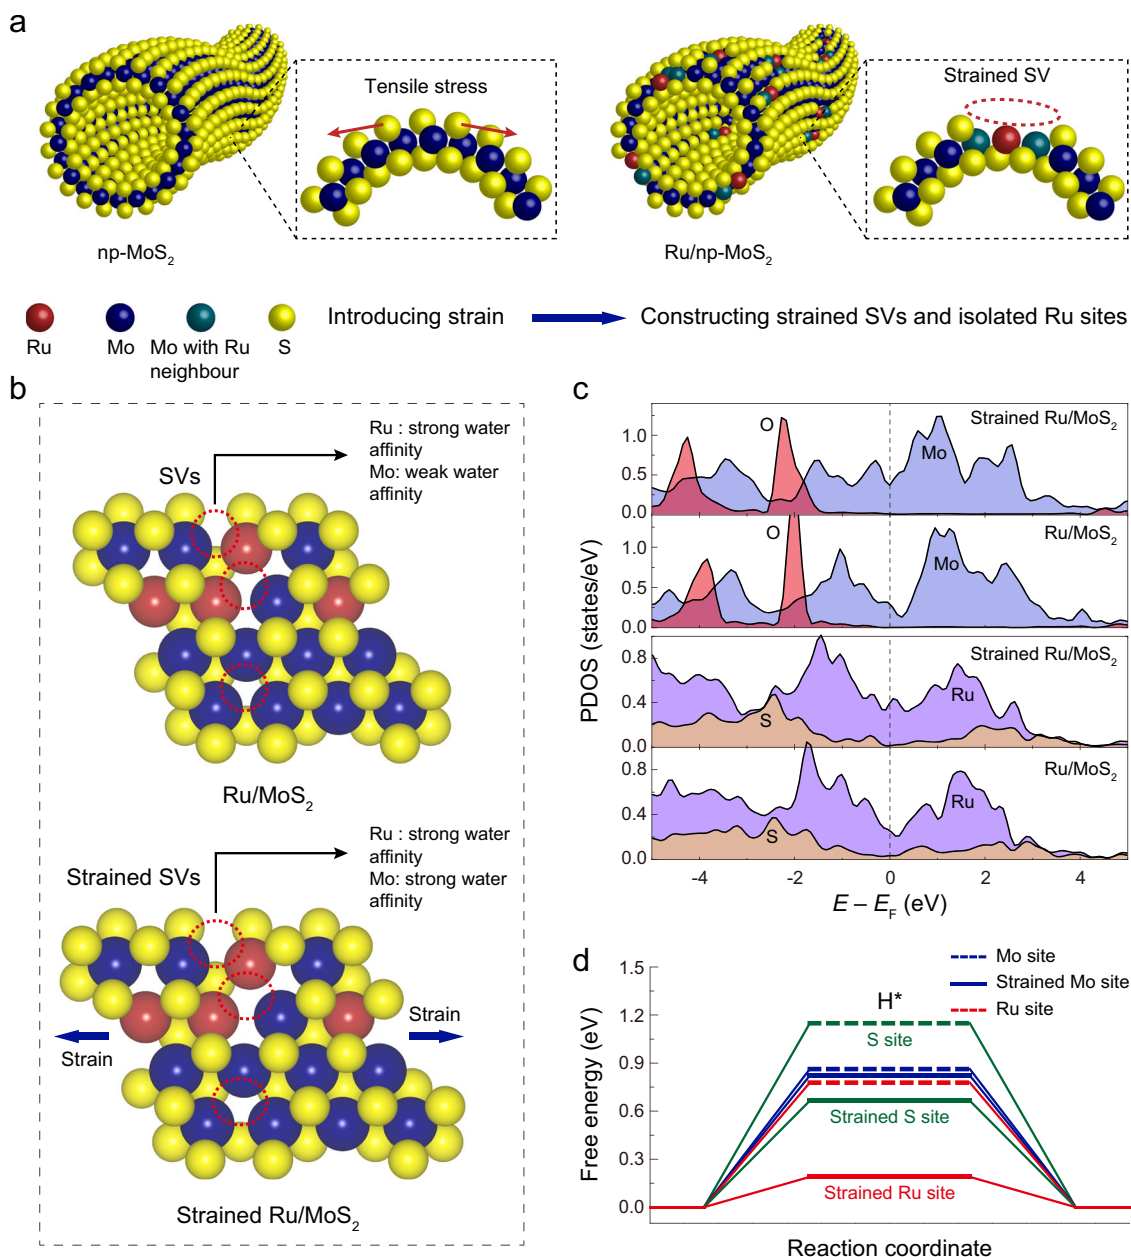 a
Tensile stress
np-MoS2
Strained SV
Ru/np-MoS2
Ru
Mo
Mo with Ru
neighbour
S
Introducing strain
Constructing strained SVs and isolated Ru sites
b
SVs
Ru : strong water
affinity
Mo: weak water
affinity
Ru/MoS2
Strained SVs
Ru : strong water
affinity
Mo: strong water
affinity
Strain
Strain
Strained Ru/MoS2
c
PDOS (states/eV)
Strained Ru/MoS2
O
Mo
1.0
0.5
0.0
Ru/MoS2
O
Mo
1.0
0.5
0.0
Strained Ru/MoS2
Ru
S
0.8
0.4
0.0
Ru/MoS2
Ru
S
0.8
0.4
0.0
-4
-2
0
2
4
E – EF (eV)
d
Mo site
Strained Mo site
Ru site
Free energy (eV)
1.5
1.2
0.9
0.6
0.3
0.0
H*
S site
Strained S site
Strained Ru site
Reaction coordinate